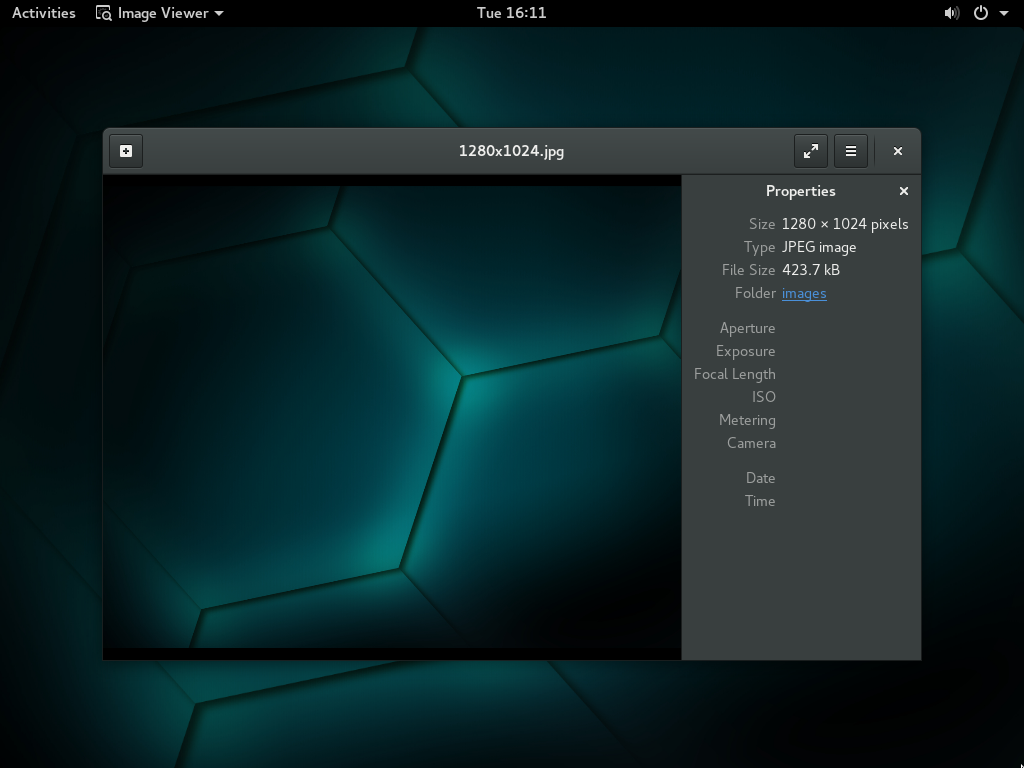 Activities Image Viewer Tue 16:11
1280x1024.jpg
Properties
Size 1280 × 1024 pixels
Type JPEG image
File Size 423.7 kB
Folder images
Aperture
Exposure
Focal Length
ISO
Metering
Camera
Date
Time